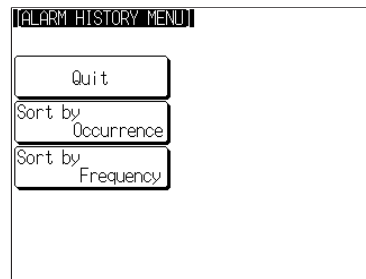 [ALARM HISTORY MENU]
Quit
Sort by
Occurrence
Sort by
Frequency